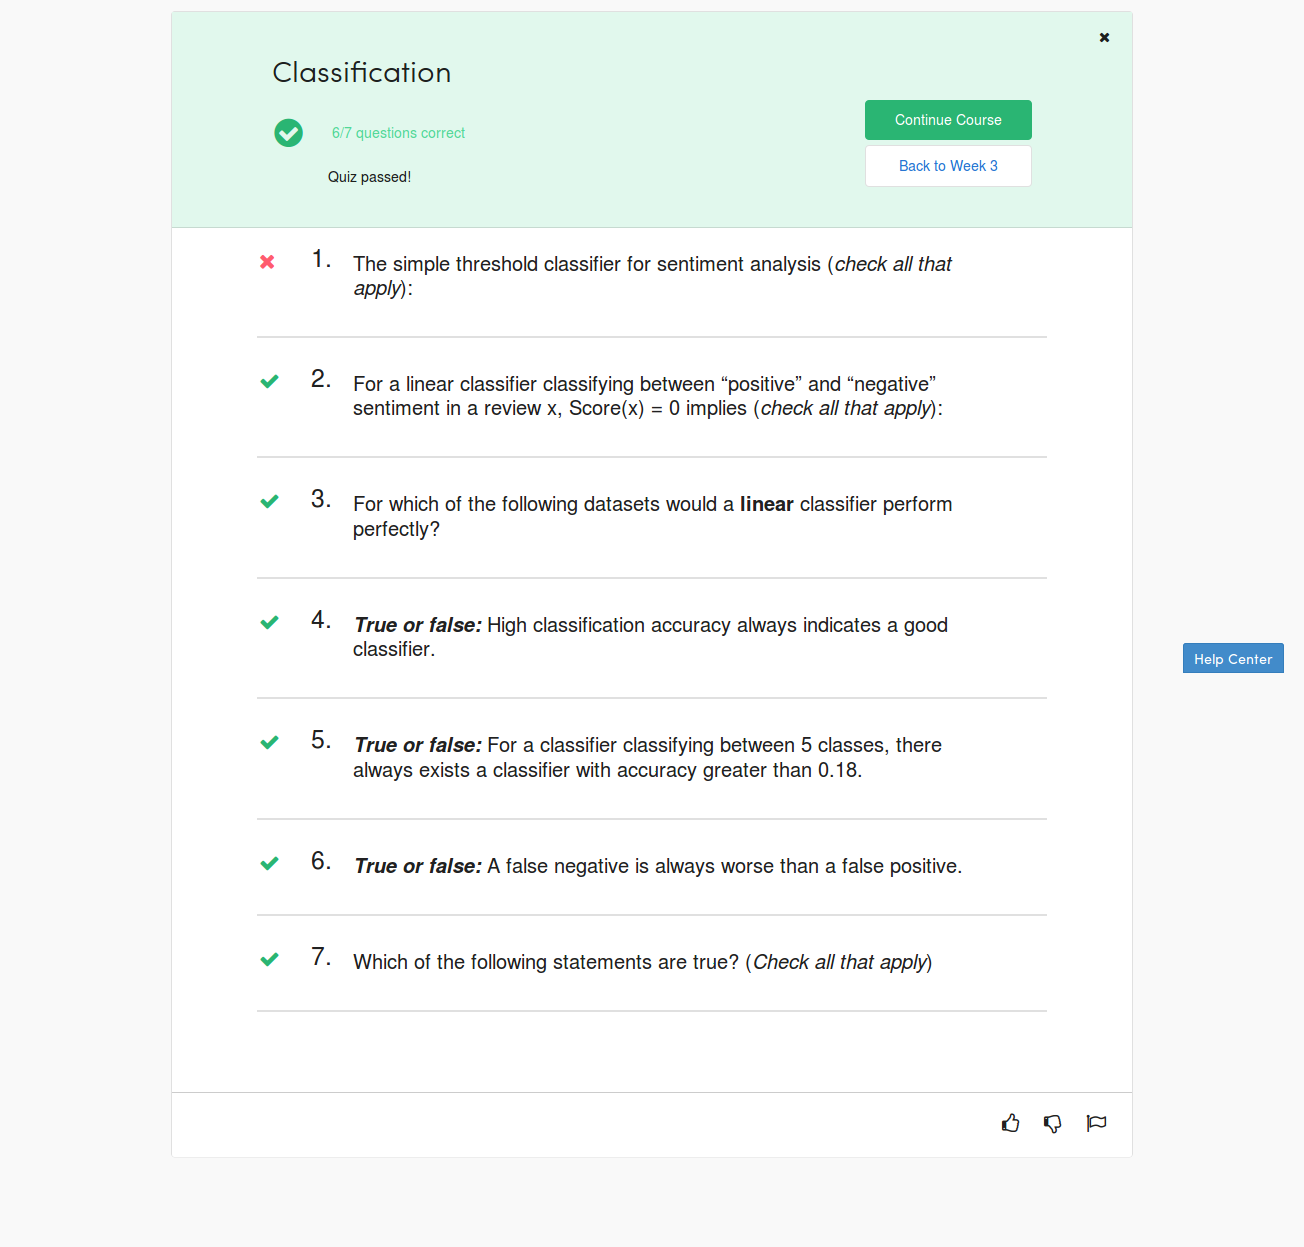 Classification
6/7 questions correct
Continue Course
Quiz passed!
Back to Week 3
1. The simple threshold classifier for sentiment analysis (check all that
apply):
2. For a linear classifier classifying between “positive” and “negative”
sentiment in a review x, Score(x) = 0 implies (check all that apply):
3. For which of the following datasets would a linear classifier perform
perfectly?
4. True or false: High classification accuracy always indicates a good
classifier.
Help Center
5. True or false: For a classifier classifying between 5 classes, there
always exists a classifier with accuracy greater than 0.18.
6. True or false: A false negative is always worse than a false positive.
7. Which of the following statements are true? (Check all that apply)